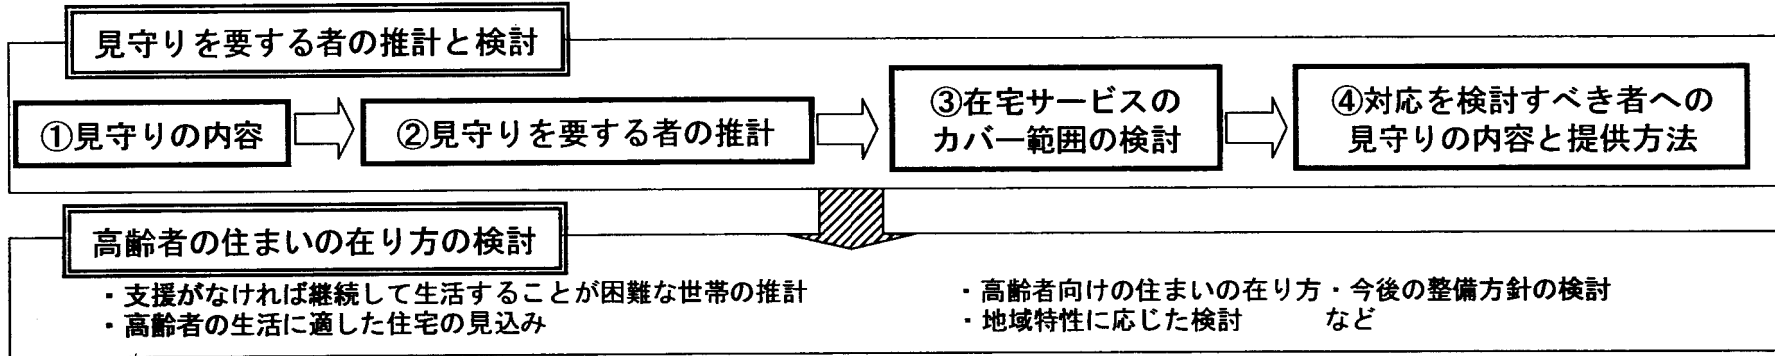 見守りを要する者の推計と検討
①見守りの内容
②見守りを要する者の推計
③在宅サービスの
カバー範囲の検討
④対応を検討すべき者への
見守りの内容と提供方法
高齢者の住まいの在り方の検討
・支援がなければ継続して生活することが困難な世帯の推計
・高齢者の生活に適した住宅の見込み
・高齢者向けの住まいの在り方・今後の整備方針の検討
・地域特性に応じた検討 など